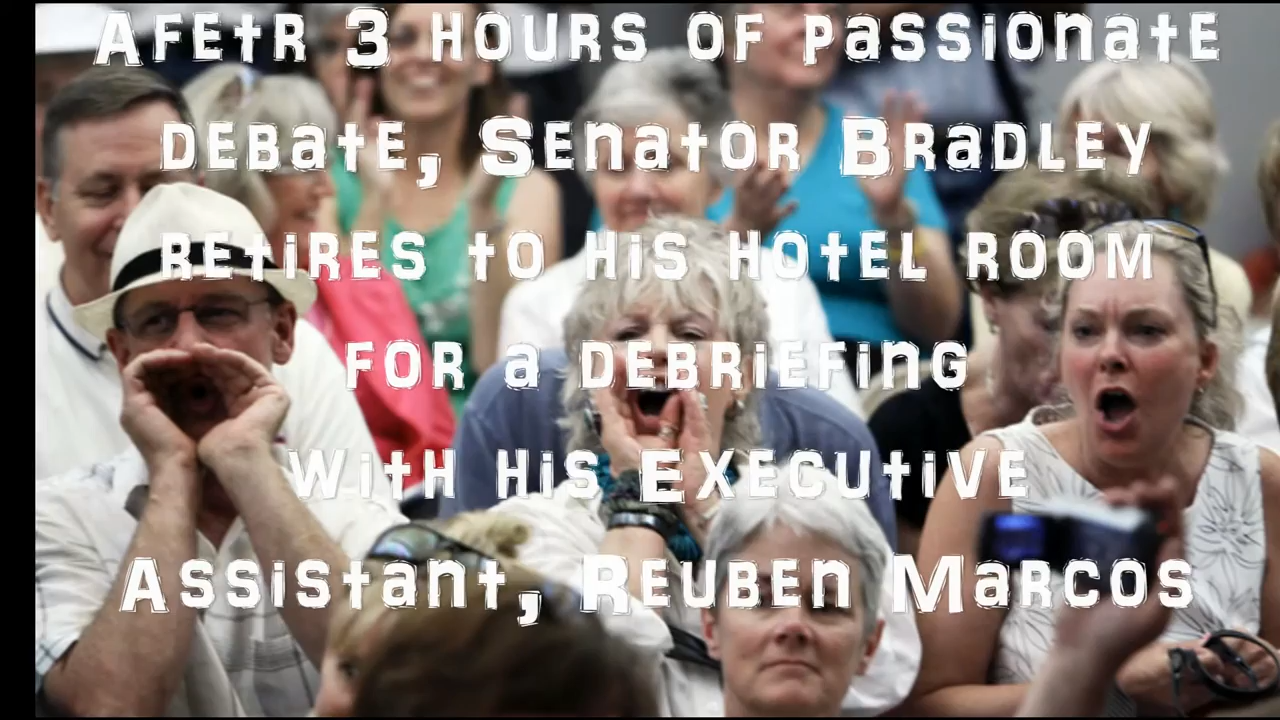 Afetr 3 hours of passionate
debate, Senator Bradley
retires to his hotel room
for a debriefing
with his Executive
Assistant, Reuben Marcos